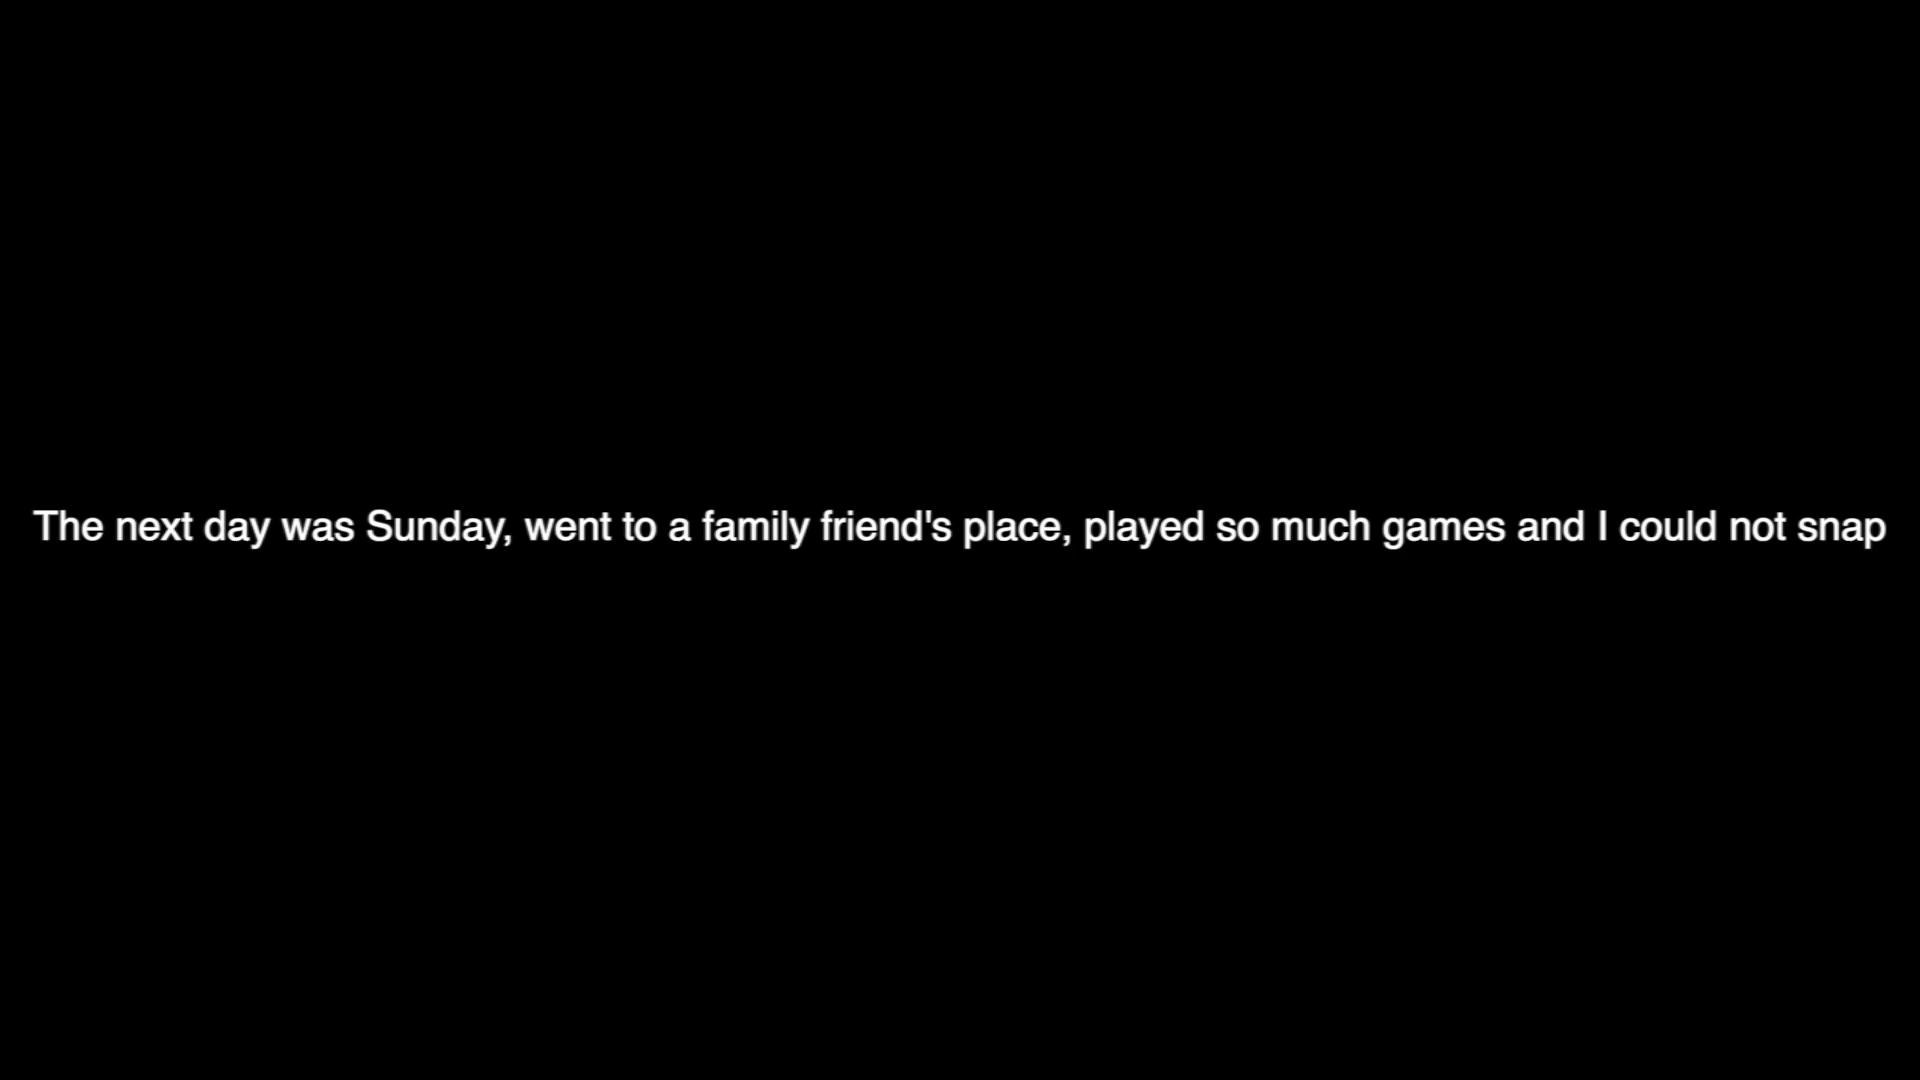 The next day was Sunday, went to a family friend's place, played so much games and I could not snap